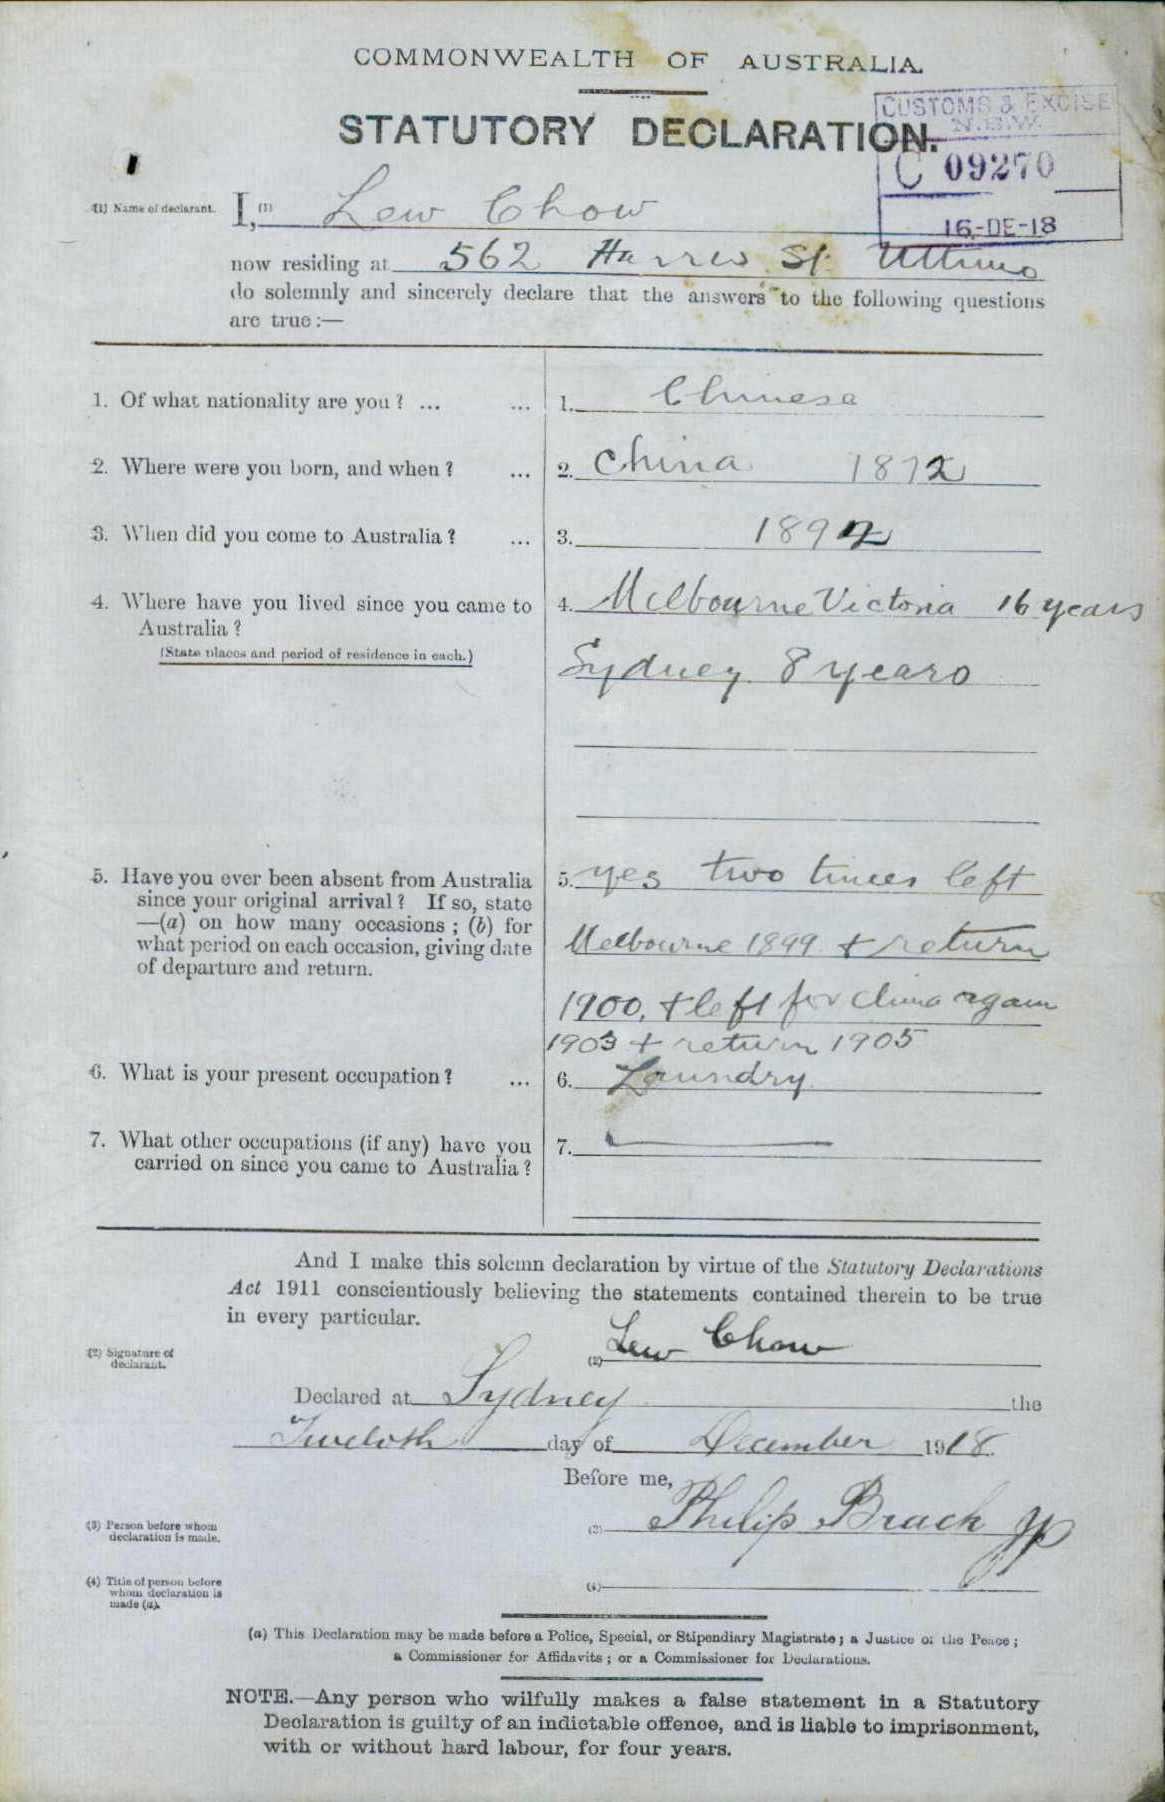 COMMONWEALTH OF AUSTRALIA.
STATUTORY DECLARATION.
CUSTOMS & EXCISE
N.S.W.
C 09270
16-DE-18
(1) Name of declarant. I, (1) Lew Chow
now residing at 562 Harris St. Ultimo
do solemnly and sincerely declare that the answers to the following questions
are true :—
1. Of what nationality are you ? ... ... 1. Chinese
2. Where were you born, and when ? ... 2. China 1872
3. When did you come to Australia ? ... 3. 1892
4. Where have you lived since you came to 4. Melbourne Victoria 16 years
Australia ?
(State places and period of residence in each.)
Sydney 8 years
5. Have you ever been absent from Australia 5. yes two times left
since your original arrival ? If so, state
—(a) on how many occasions ; (b) for
what period on each occasion, giving date Melbourne 1899 + return
of departure and return.
1900, + left for China again
1903 + return 1905
6. What is your present occupation ? ... 6. Laundry
7. What other occupations (if any) have you 7.
carried on since you came to Australia ?
And I make this solemn declaration by virtue of the Statutory Declarations
Act 1911 conscientiously believing the statements contained therein to be true
in every particular.
(2) Signature of
declarant.
(2) Lew Chow
Declared at Sydney the
Twelvth day of December 1918
Before me,
(3) Person before whom
declaration is made.
(3) Philip Brach JP
(4) Title of person before
whom declaration is
made (a).
(4)
(a) This Declaration may be made before a Police, Special, or Stipendiary Magistrate ; a Justice of the Peace ;
a Commissioner for Affidavits ; or a Commissioner for Declarations.
NOTE.—Any person who wilfully makes a false statement in a Statutory
Declaration is guilty of an indictable offence, and is liable to imprisonment,
with or without hard labour, for four years.